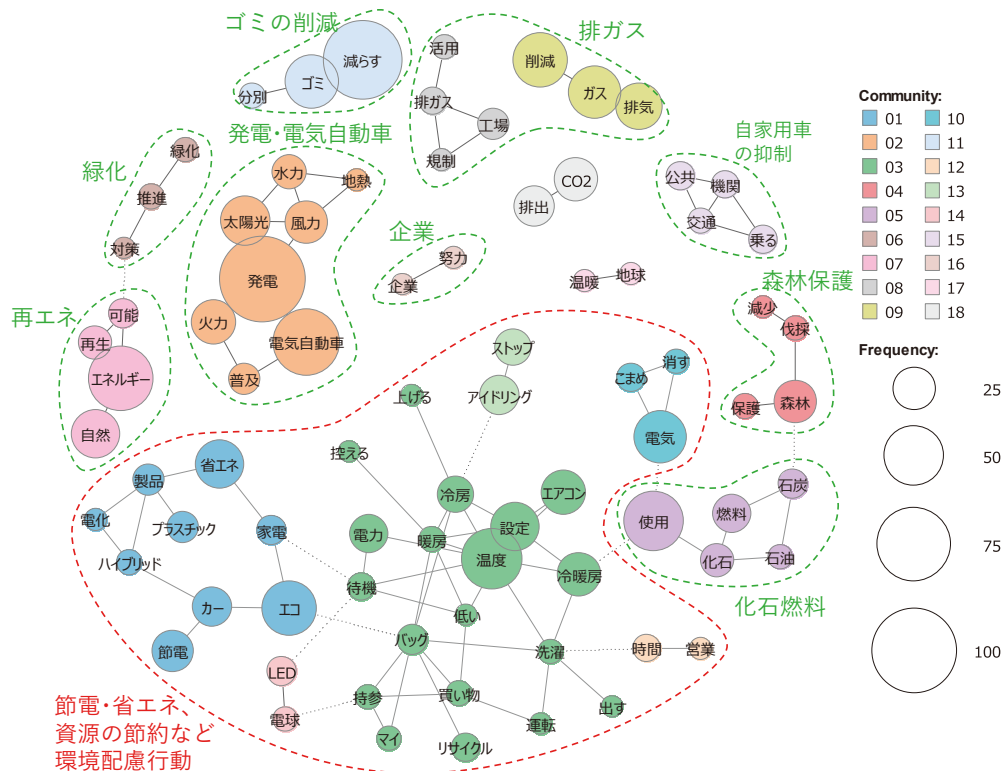 ゴミの削減
減らす
ゴミ
分別
排ガス
活用
排ガス
工場
規制
削減
ガス
排気
CO2
排出
自家用車
の抑制
公共
機関
交通
乗る
緑化
緑化
推進
対策
発電・電気自動車
水力
地熱
太陽光
風力
発電
火力
電気自動車
普及
企業
努力
企業
温暖
地球
森林保護
減少
伐採
保護
森林
再エネ
可能
再生
エネルギー
自然
ストップ
アイドリング
上げる
控える
こまめ
消す
電気
省エネ
製品
電化
プラスチック
ハイブリッド
家電
カー
エコ
節電
冷房
エアコン
設定
電力
暖房
温度
冷暖房
待機
低い
バッグ
洗濯
持参
買い物
マイ
リサイクル
運転
出す
時間
営業
LED
電球
使用
石炭
燃料
化石
石油
化石燃料
節電・省エネ、
資源の節約など
環境配慮行動
Community:
01
02
03
04
05
06
07
08
09
10
11
12
13
14
15
16
17
18
Frequency:
25
50
75
100